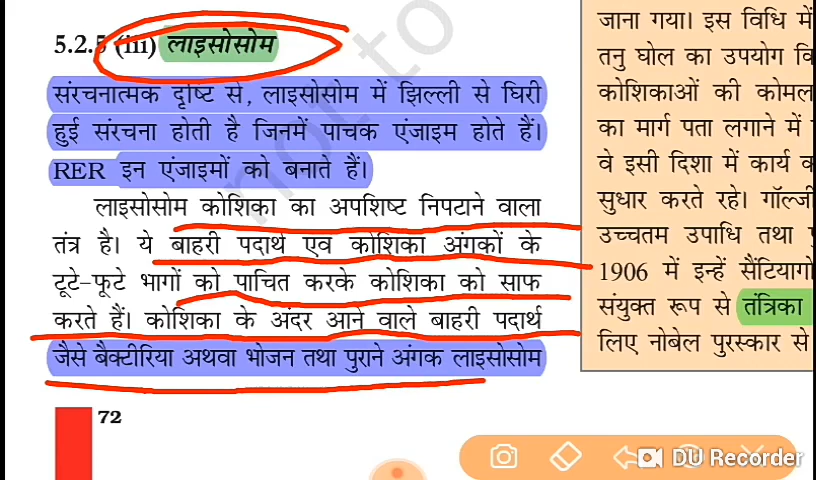 5.2.5 (iii) लाइसोसोम
संरचनात्मक दृष्टि से, लाइसोसोम में झिल्ली से घिरी
हुई संरचना होती है जिनमें पाचक एंजाइम होते हैं।
RER इन एंजाइमों को बनाते हैं।
लाइसोसोम कोशिका का अपशिष्ट निपटाने वाला
तंत्र है। ये बाहरी पदार्थ एव कोशिका अंगकों के
टूटे-फूटे भागों को पाचित करके कोशिका को साफ
करते हैं। कोशिका के अंदर आने वाले बाहरी पदार्थ
जैसे बैक्टीरिया अथवा भोजन तथा पुराने अंगक लाइसोसोम
72
जाना गया। इस विधि में
तनु घोल का उपयोग
कोशिकाओं की कोमल
का मार्ग पता लगाने में
वे इसी दिशा में कार्य
सुधार करते रहे। गॉल्जी
उच्चतम उपाधि तथा
1906 में इन्हें सैंटियागो
संयुक्त रूप से तंत्रिका
लिए नोबेल पुरस्कार से
not to
DU Recorder